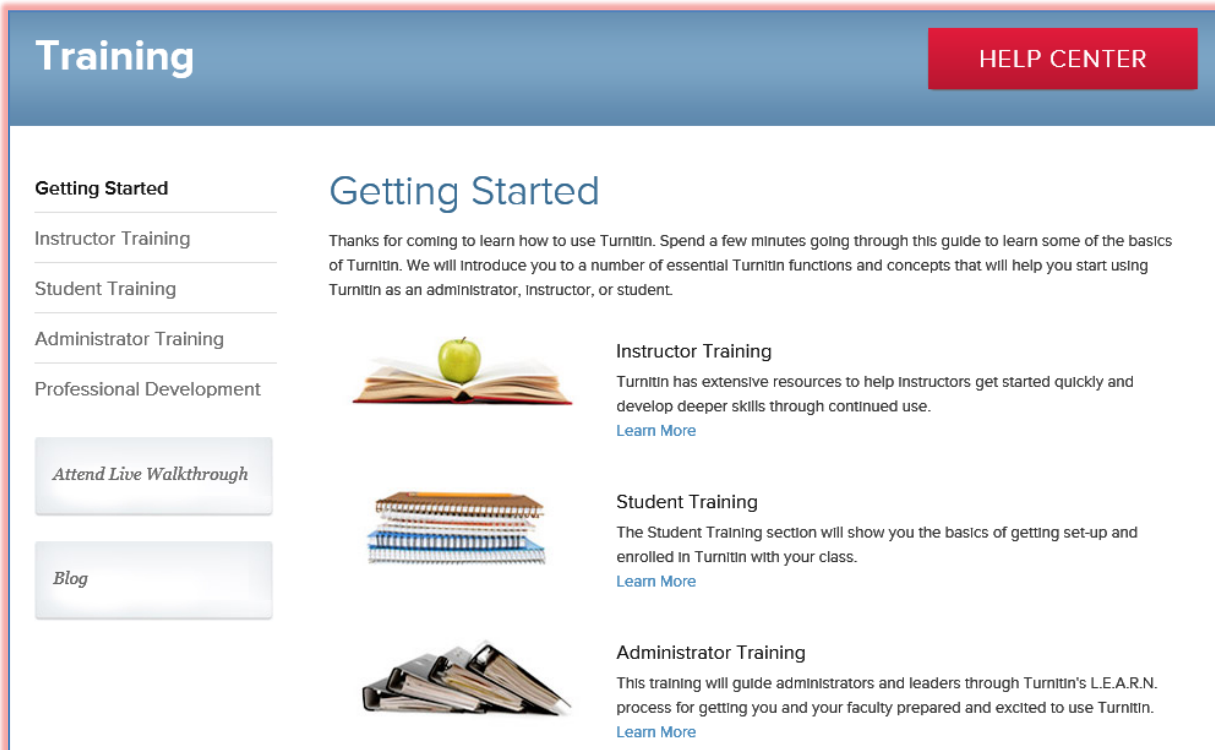 Training
HELP CENTER
Getting Started
Instructor Training
Student Training
Administrator Training
Professional Development
Attend Live Walkthrough
Blog
Getting Started
Thanks for coming to learn how to use Turnitin. Spend a few minutes going through this guide to learn some of the basics
of Turnitin. We will introduce you to a number of essential Turnitin functions and concepts that will help you start using
Turnitin as an administrator, instructor, or student.
Instructor Training
Turnitin has extensive resources to help instructors get started quickly and
develop deeper skills through continued use.
Learn More
Student Training
The Student Training section will show you the basics of getting set-up and
enrolled in Turnitin with your class.
Learn More
Administrator Training
This training will guide administrators and leaders through Turnitin's L.E.A.R.N.
process for getting you and your faculty prepared and excited to use Turnitin.
Learn More